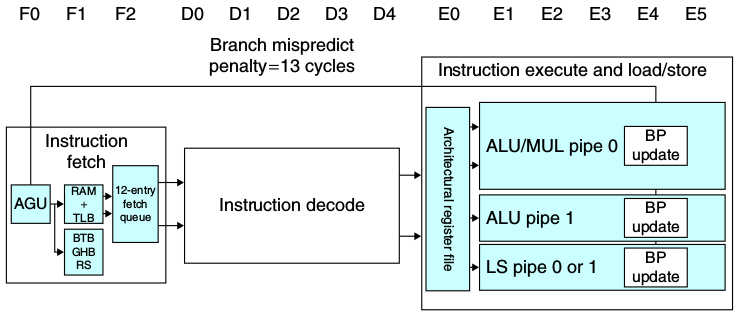 F0 F1 F2 D0 D1 D2 D3 D4 E0 E1 E2 E3 E4 E5
Branch mispredict
penalty=13 cycles
Instruction execute and load/store
Instruction
fetch
AGU
RAM
+
TLB
BTB
GHB
RS
12-entry
fetch
queue
Instruction decode
Architectural register file
ALU/MUL pipe 0
BP
update
ALU pipe 1
BP
update
LS pipe 0 or 1
BP
update